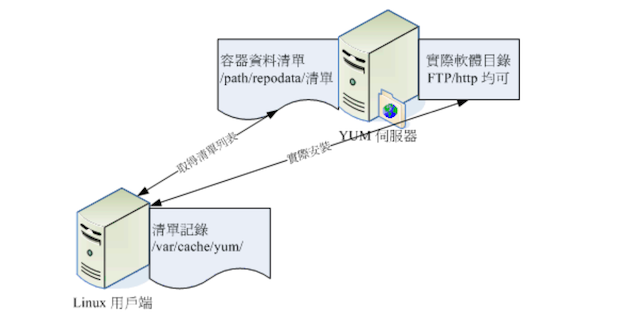 容器資料清單
/path/repodata/清單
實際軟體目錄
FTP/http 均可
YUM 伺服器
取得清單列表
實際安裝
清單記錄
/var/cache/yum/
Linux 用戶端